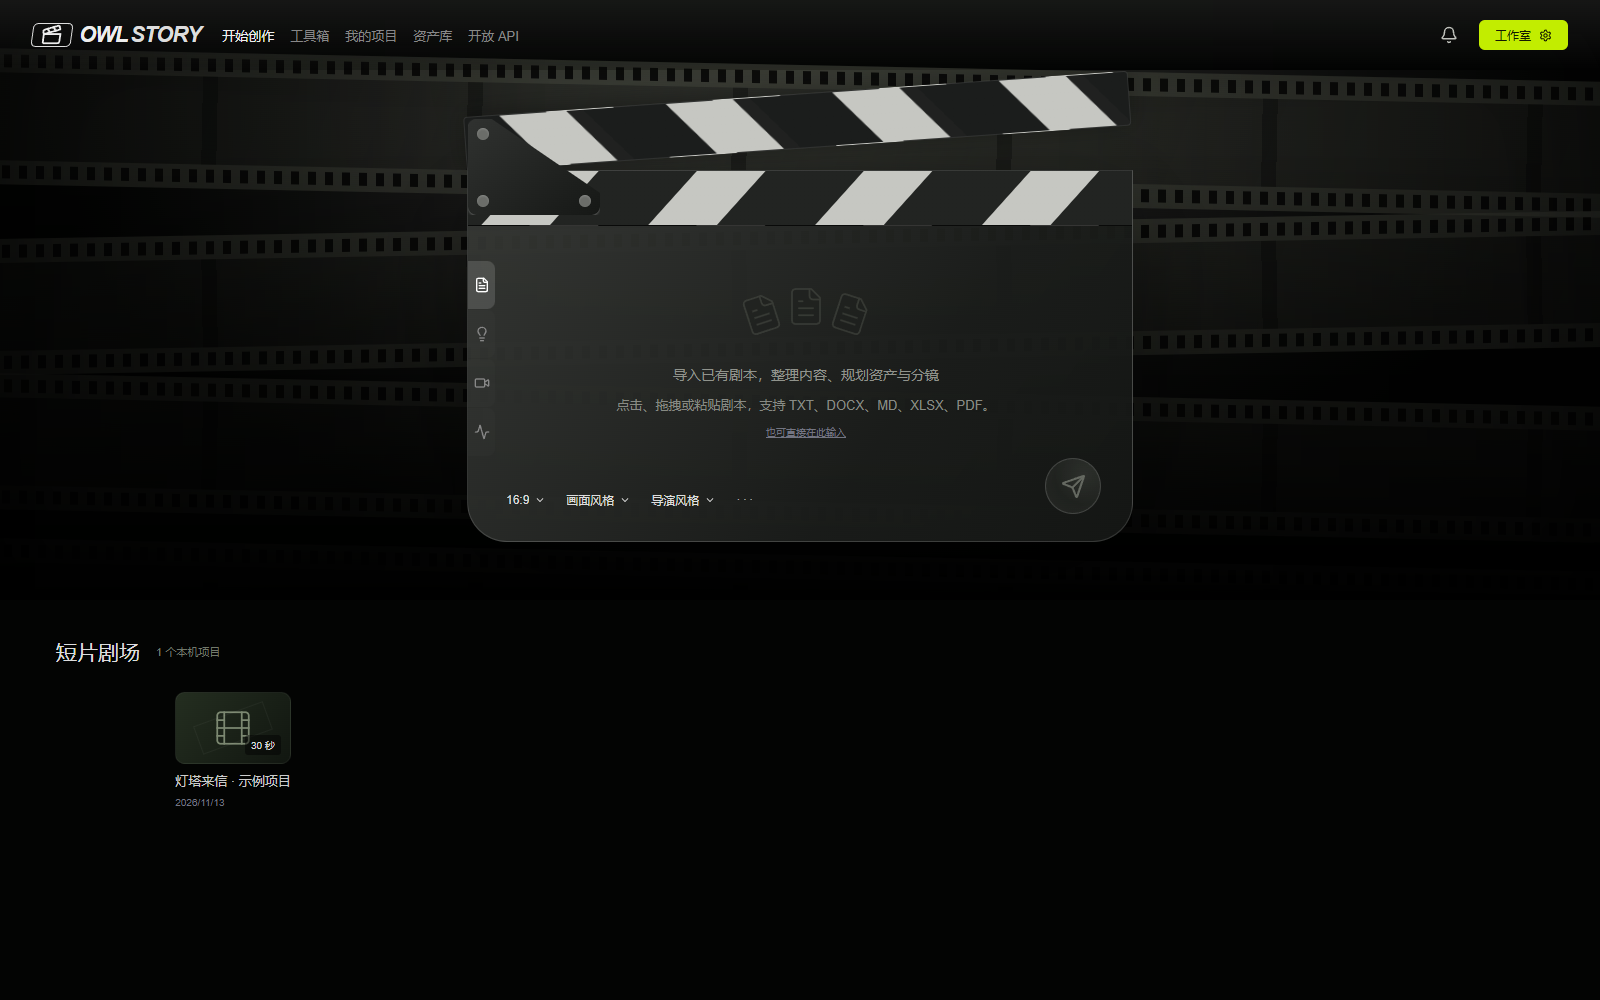 OWL STORY 开始创作 工具箱 我的项目 资产库 开放 API 工作室
导入已有剧本，整理内容、规划资产与分镜
点击、拖拽或粘贴剧本，支持 TXT、DOCX、MD、XLSX、PDF。
也可直接在此输入
16:9 画面风格 导演风格 ···
短片剧场 1 个本机项目
30 秒
灯塔来信 · 示例项目
2026/11/13